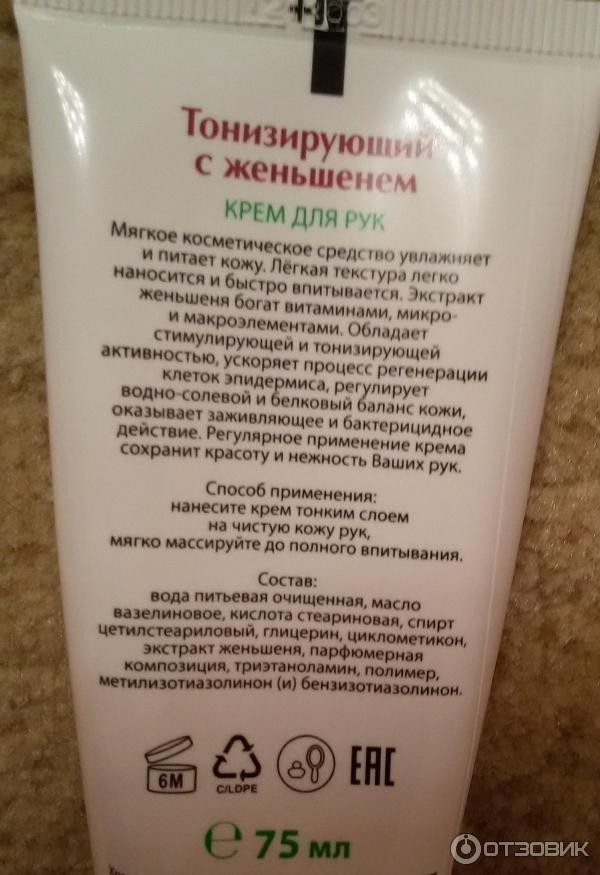 Тонизирующий
с женьшенем
КРЕМ ДЛЯ РУК
Мягкое косметическое средство увлажняет
и питает кожу. Лёгкая текстура легко
наносится и быстро впитывается. Экстракт
женьшеня богат витаминами, микро-
и макроэлементами. Обладает
стимулирующей и тонизирующей
активностью, ускоряет процесс регенерации
клеток эпидермиса, регулирует
водно-солевой и белковый баланс кожи,
оказывает заживляющее и бактерицидное
действие. Регулярное применение крема
сохранит красоту и нежность Ваших рук.
Способ применения:
нанесите крем тонким слоем
на чистую кожу рук,
мягко массируйте до полного впитывания.
Состав:
вода питьевая очищенная, масло
вазелиновое, кислота стеариновая, спирт
цетилстеариловый, глицерин, циклометикон,
экстракт женьшеня, парфюмерная
композиция, триэтаноламин, полимер,
метилизотиазолинон (и) бензизотиазолинон.
6M
C/LDPE
EAC
e 75 мл
ОТЗОВИК